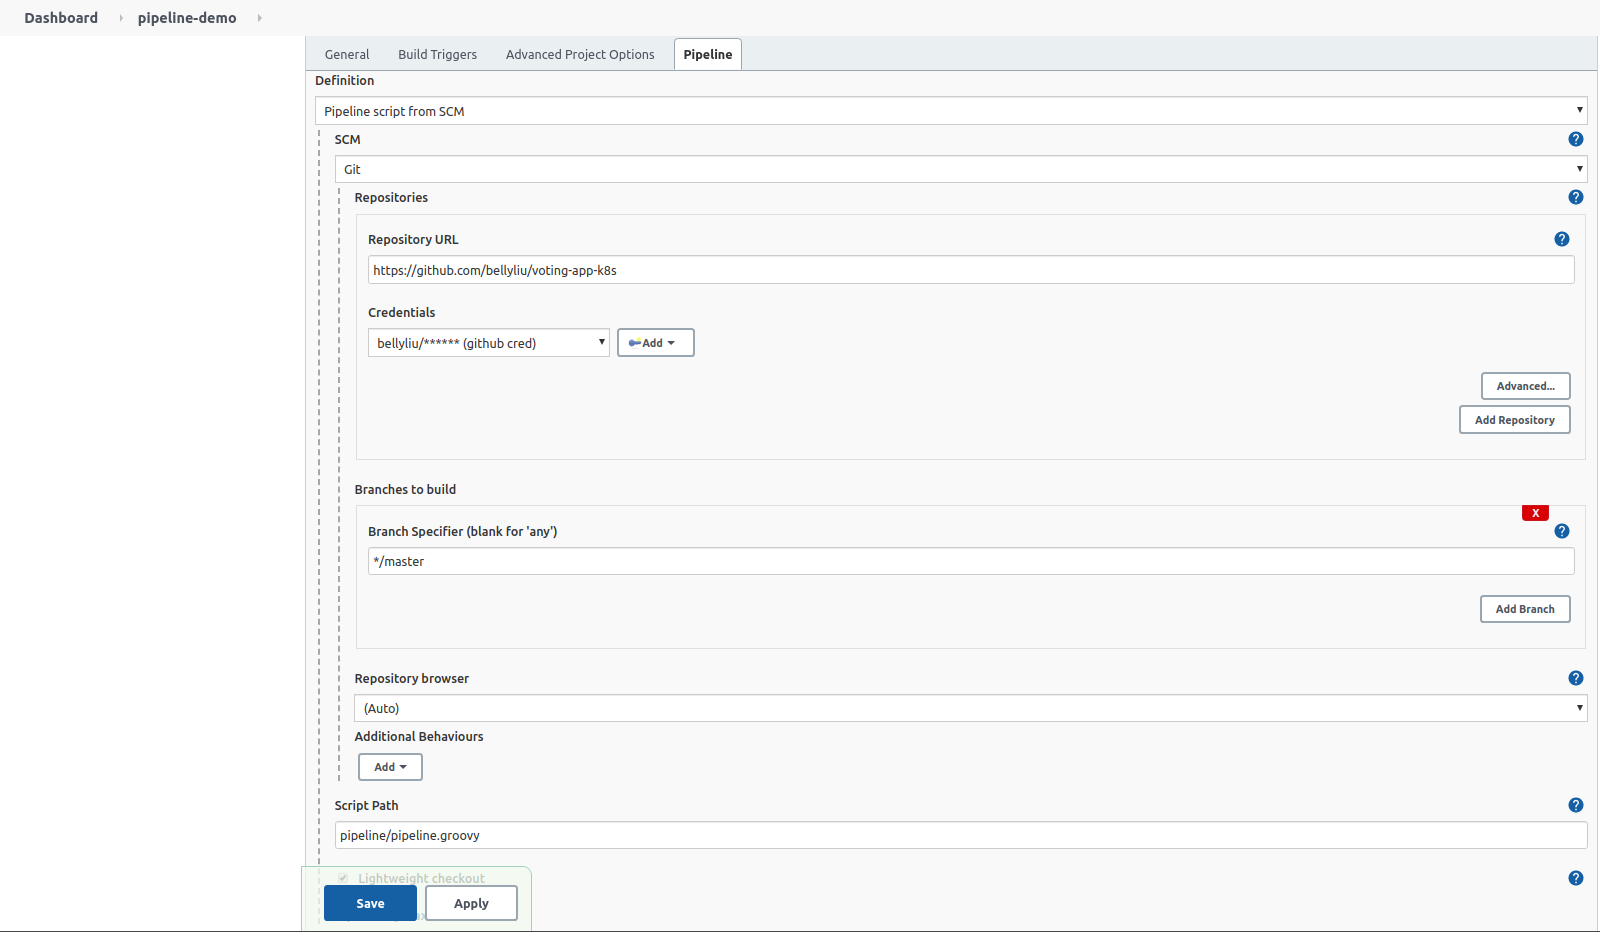 Dashboard pipeline-demo
General Build Triggers Advanced Project Options Pipeline
Definition
Pipeline script from SCM
SCM
Git
Repositories
Repository URL
https://github.com/bellyliu/voting-app-k8s
Credentials
bellyliu/****** (github cred) Add
Advanced...
Add Repository
Branches to build
X
Branch Specifier (blank for 'any')
*/master
Add Branch
Repository browser
(Auto)
Additional Behaviours
Add
Script Path
pipeline/pipeline.groovy
Lightweight checkout
Save Apply